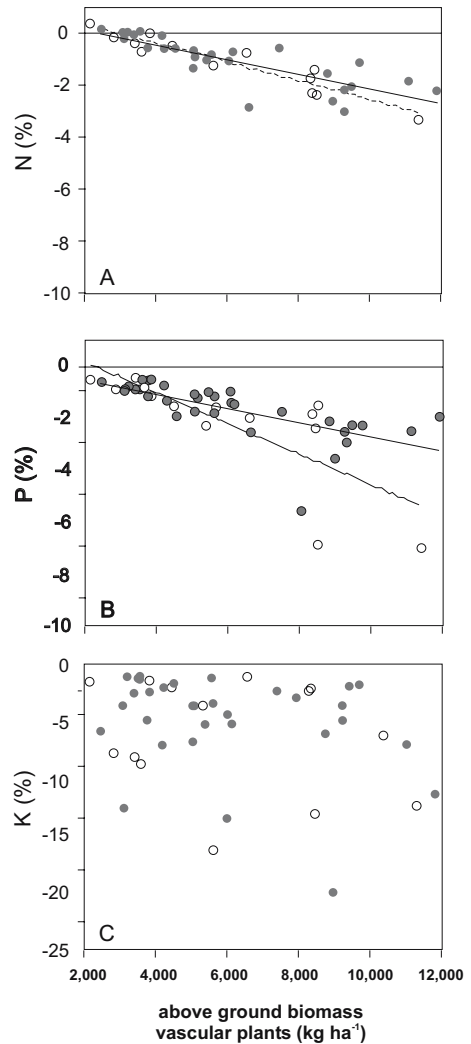 0
-2
-4
-6
-8
-10
N (%)
A
0
-2
-4
-6
-8
-10
P (%)
B
0
-5
-10
-15
-20
-25
K (%)
C
2,000 4,000 6,000 8,000 10,000 12,000
above ground biomass
vascular plants (kg ha⁻¹)